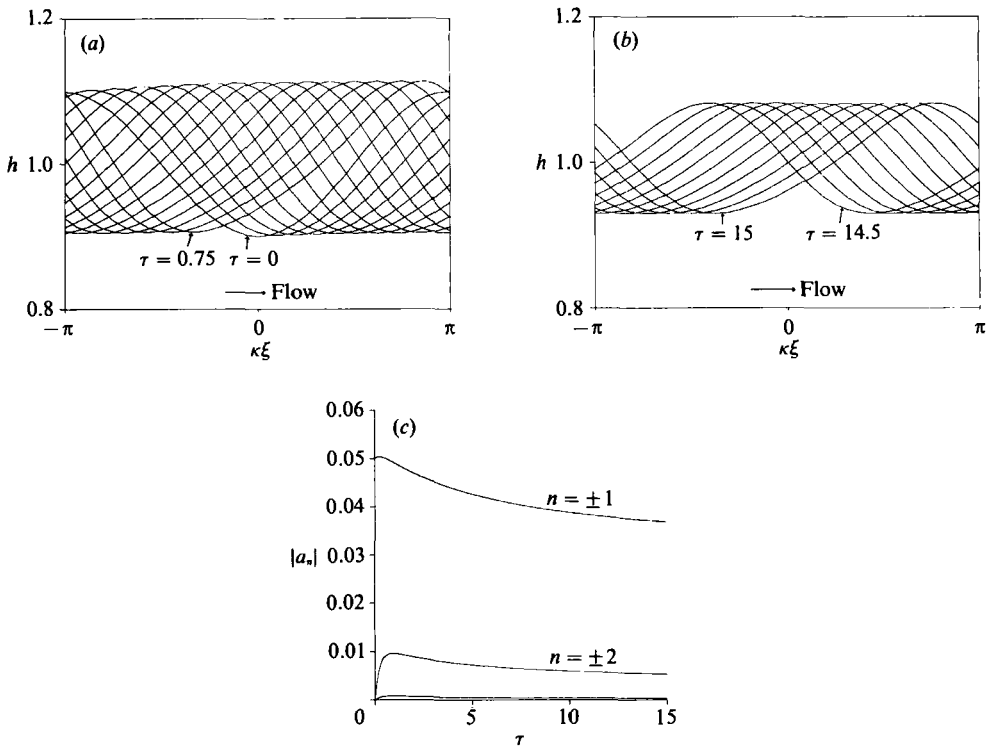 1.2
(a)
h
1.0
τ = 0.75
τ = 0
Flow
0.8
−π
0
π
κξ
1.2
(b)
h
1.0
τ = 15
τ = 14.5
Flow
0.8
−π
0
π
κξ
0.06
(c)
0.05
n = ±1
0.04
|aₙ|
0.03
0.02
0.01
n = ±2
0
5
10
15
τ